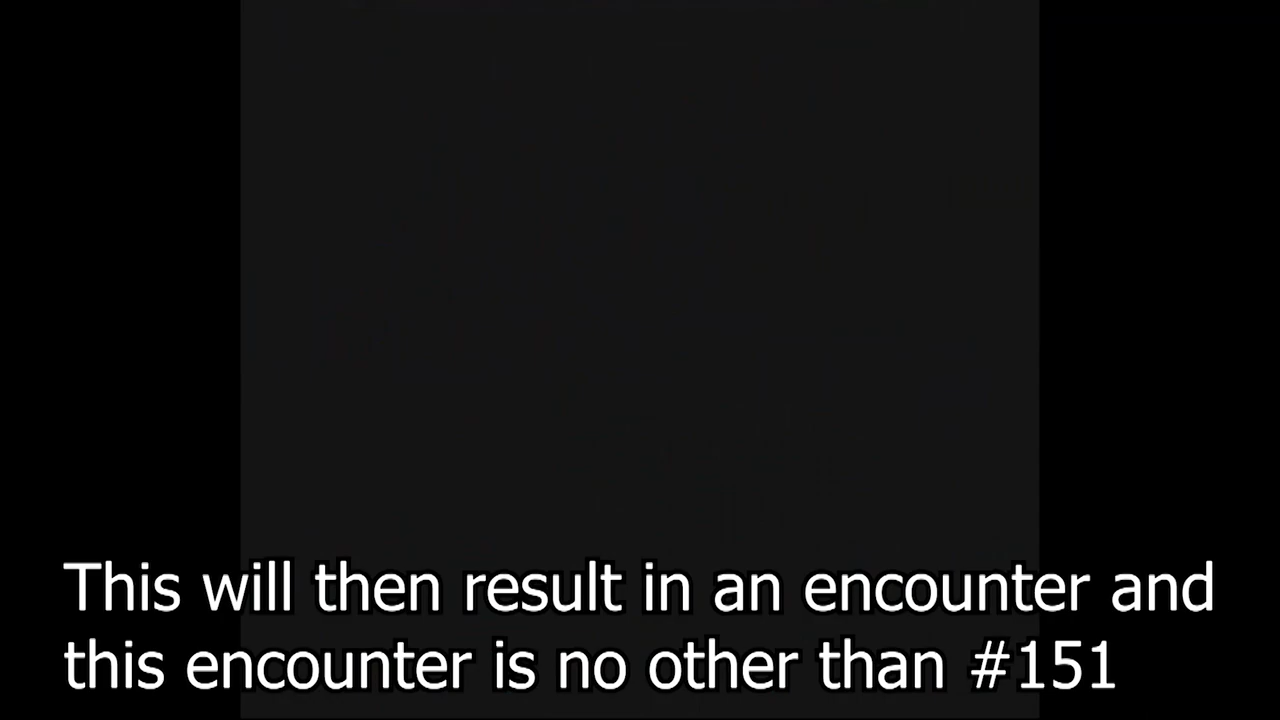 This will then result in an encounter and
this encounter is no other than #151